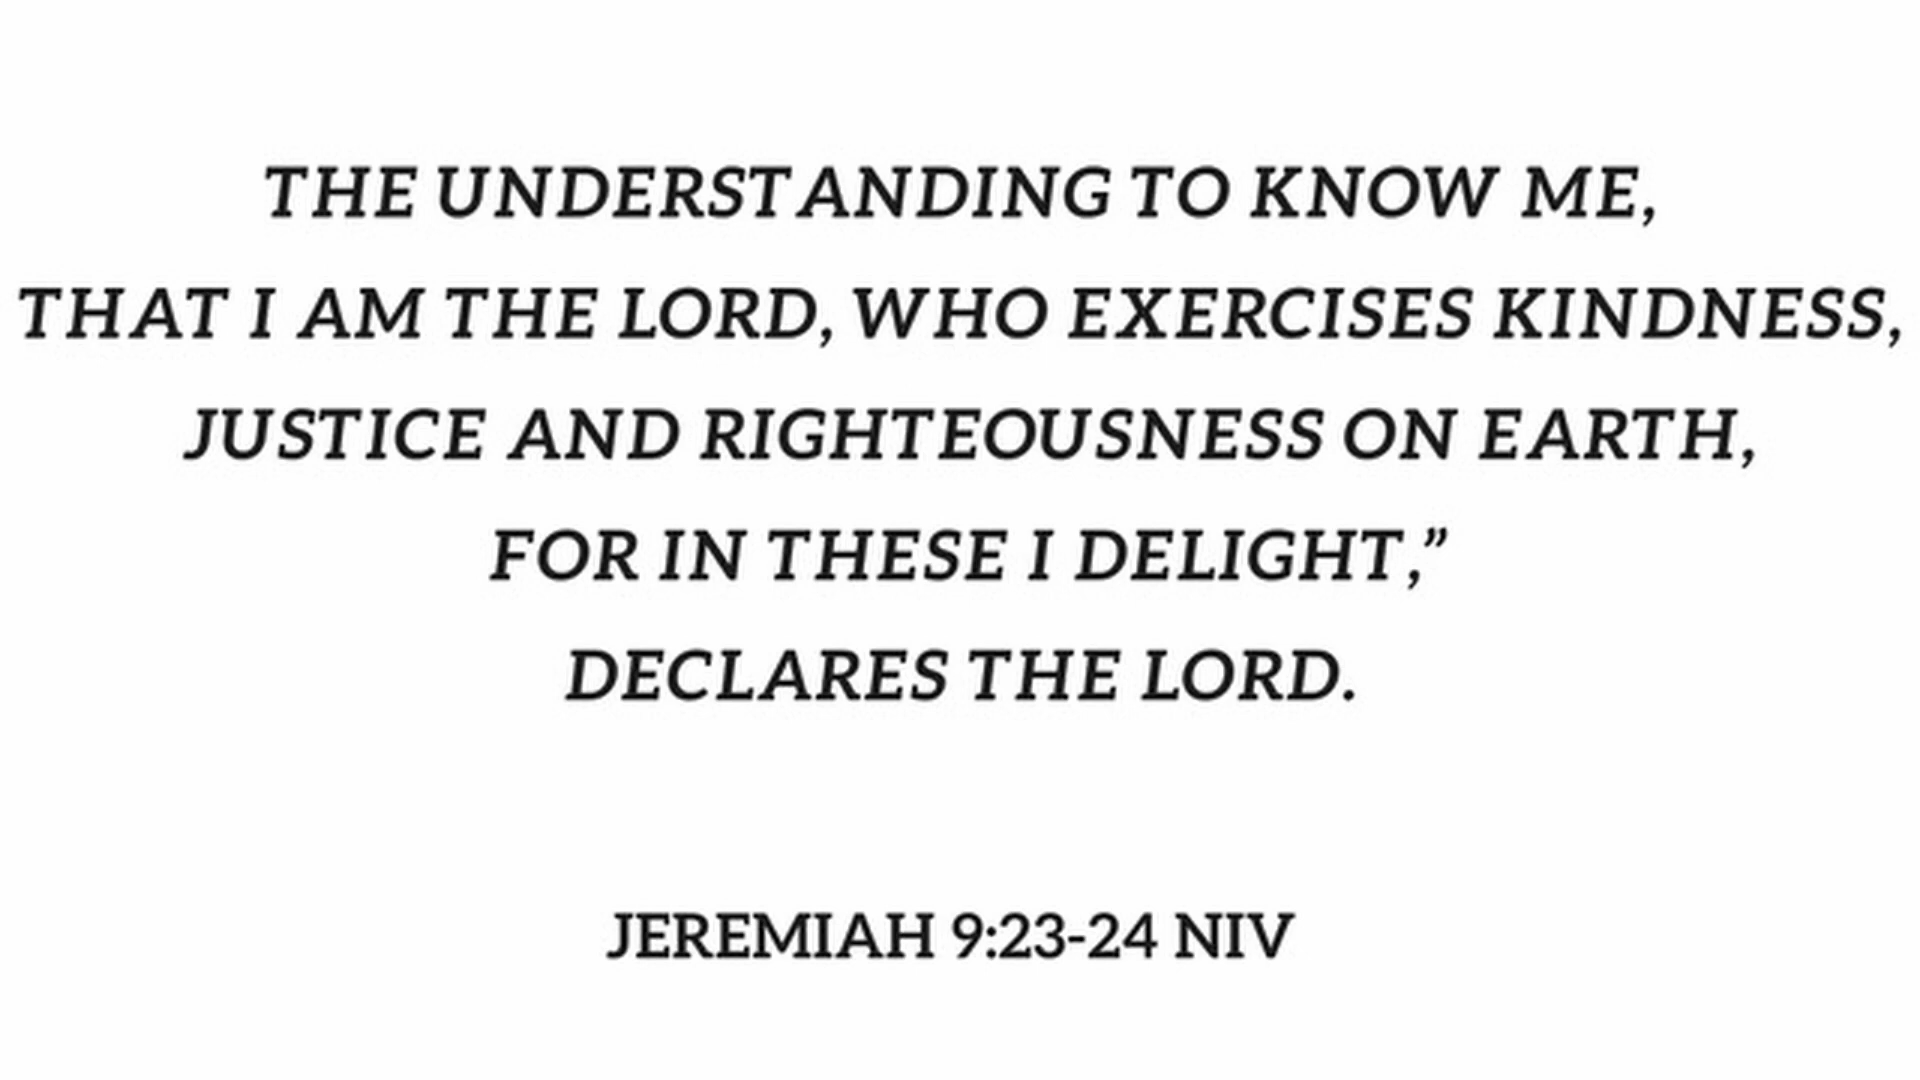 THE UNDERSTANDING TO KNOW ME,
THAT I AM THE LORD, WHO EXERCISES KINDNESS,
JUSTICE AND RIGHTEOUSNESS ON EARTH,
FOR IN THESE I DELIGHT,”
DECLARES THE LORD.
JEREMIAH 9:23-24 NIV